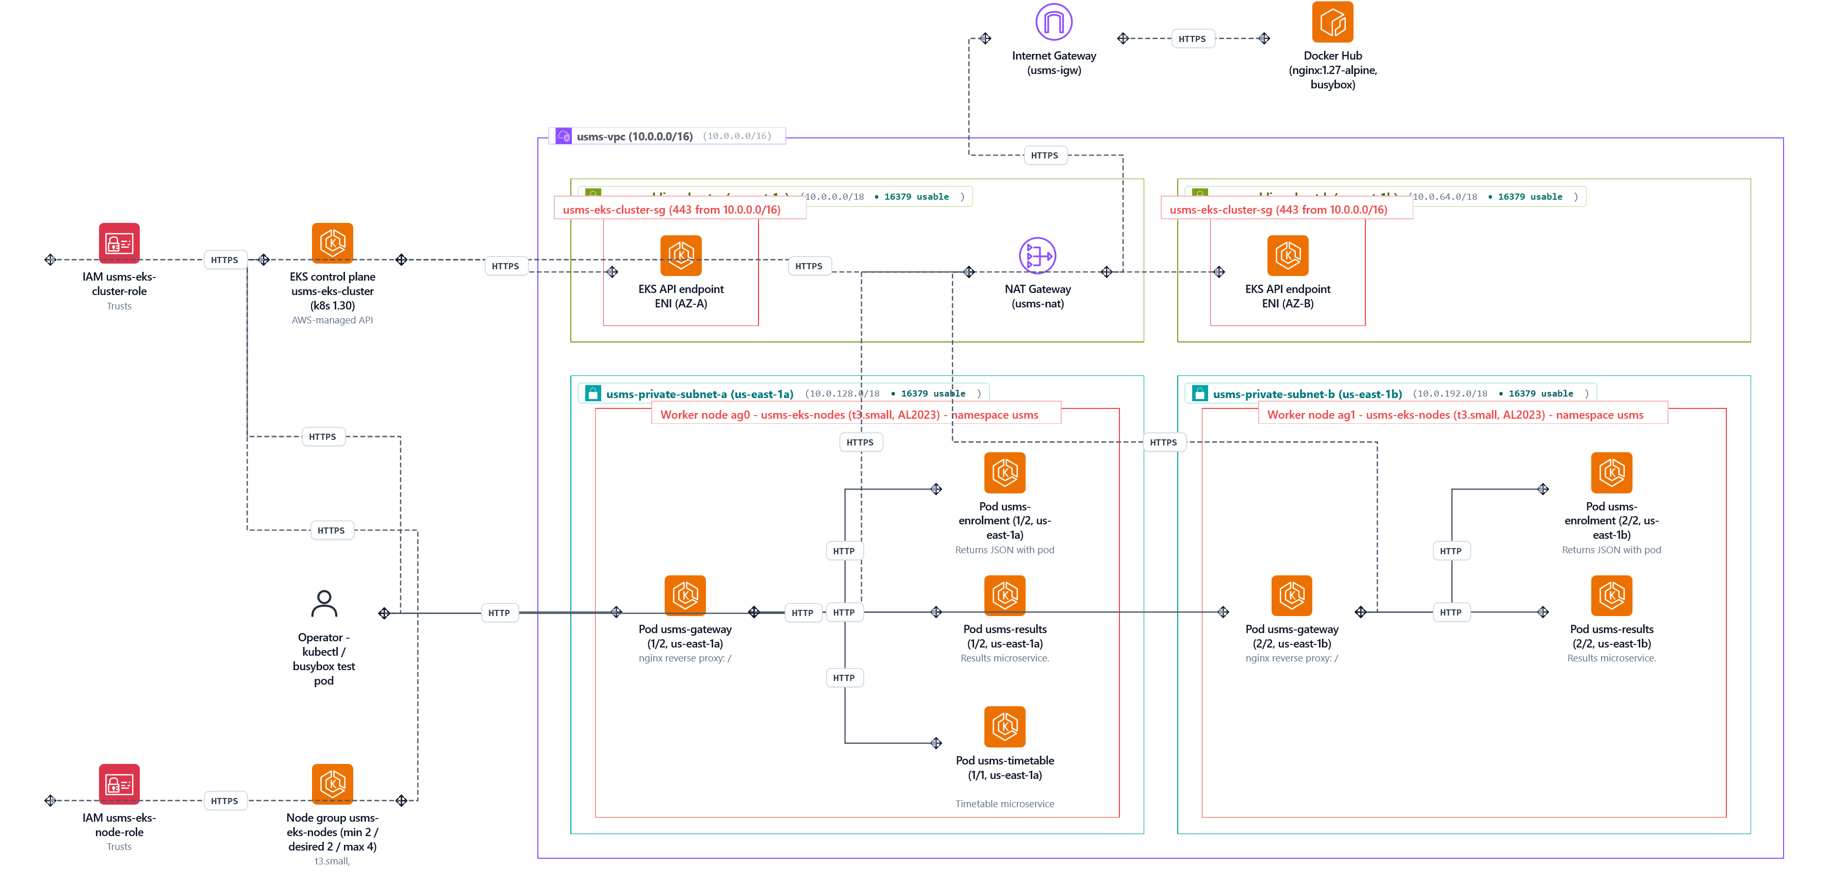 Internet Gateway
(usms-igw)
HTTPS
Docker Hub
(nginx:1.27-alpine,
busybox)
usms-vpc (10.0.0.0/16) (10.0.0.0/16)
HTTPS
(10.0.0.0/18 • 16379 usable )
usms-eks-cluster-sg (443 from 10.0.0.0/16)
(10.0.64.0/18 • 16379 usable )
usms-eks-cluster-sg (443 from 10.0.0.0/16)
IAM usms-eks-
cluster-role
Trusts
HTTPS
EKS control plane
usms-eks-cluster
(k8s 1.30)
AWS-managed API
HTTPS
EKS API endpoint
ENI (AZ-A)
HTTPS
NAT Gateway
(usms-nat)
EKS API endpoint
ENI (AZ-B)
usms-private-subnet-a (us-east-1a) (10.0.128.0/18 • 16379 usable )
Worker node ag0 - usms-eks-nodes (t3.small, AL2023) - namespace usms
usms-private-subnet-b (us-east-1b) (10.0.192.0/18 • 16379 usable )
Worker node ag1 - usms-eks-nodes (t3.small, AL2023) - namespace usms
HTTPS
HTTPS
HTTPS
HTTPS
Pod usms-
enrolment (1/2, us-
east-1a)
Returns JSON with pod
Pod usms-
enrolment (2/2, us-
east-1b)
Returns JSON with pod
HTTP
HTTP
Operator -
kubectl /
busybox test
pod
HTTP
Pod usms-gateway
(1/2, us-east-1a)
nginx reverse proxy: /
HTTP
HTTP
Pod usms-results
(1/2, us-east-1a)
Results microservice.
Pod usms-gateway
(2/2, us-east-1b)
nginx reverse proxy: /
HTTP
Pod usms-results
(2/2, us-east-1b)
Results microservice.
HTTP
Pod usms-timetable
(1/1, us-east-1a)
Timetable microservice
IAM usms-eks-
node-role
Trusts
HTTPS
Node group usms-
eks-nodes (min 2 /
desired 2 / max 4)
t3.small,